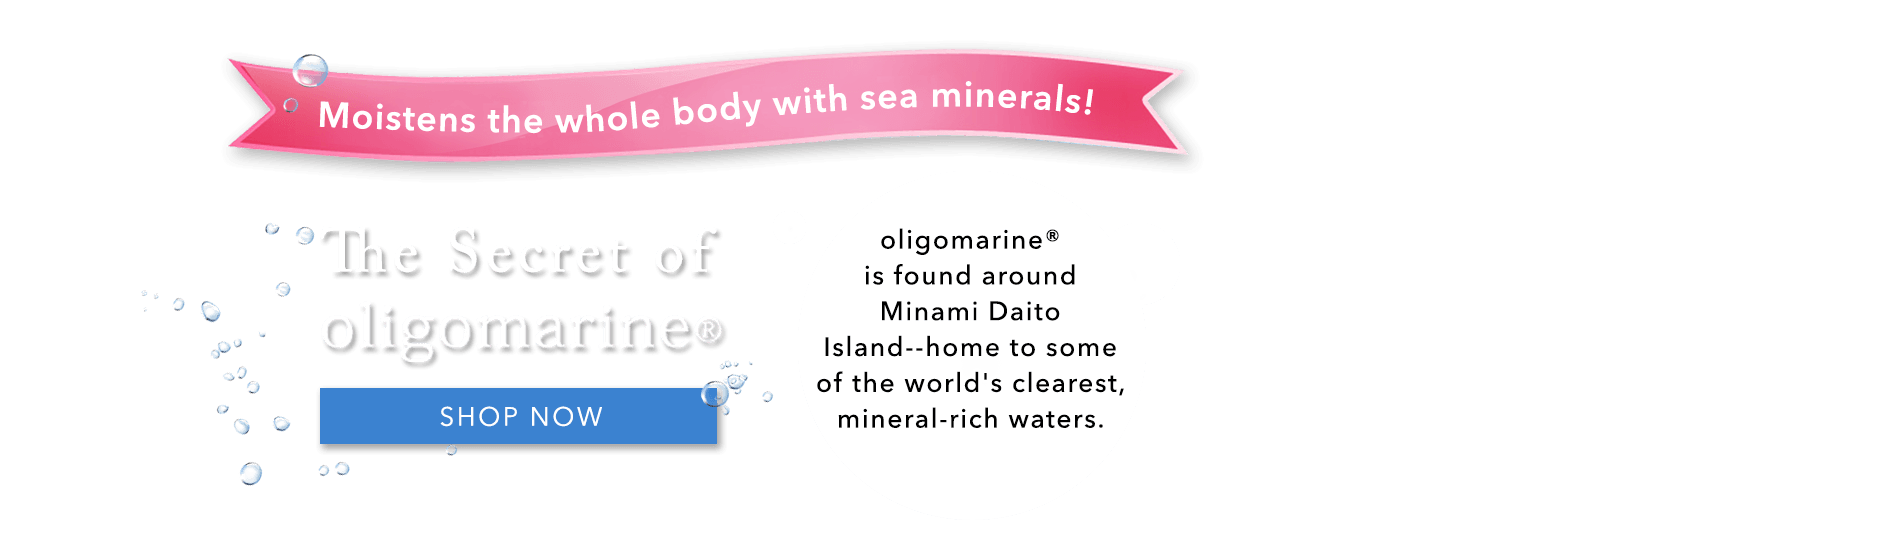 Moistens the whole body with sea minerals!
The Secret of
oligomarine®
SHOP NOW
oligomarine®
is found around
Minami Daito
Island--home to some
of the world's clearest,
mineral-rich waters.